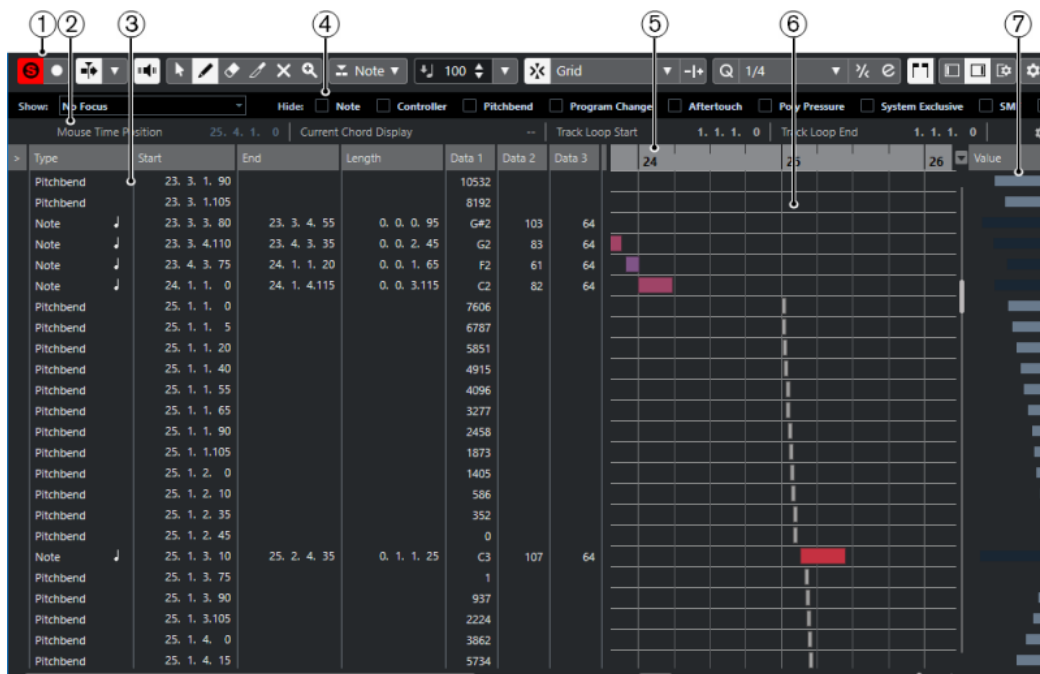 1 2 3 4 5 6 7
S Note 100 Grid Q 1/4
Show: No Focus Hide: Note Controller Pitchbend Program Change Aftertouch Poly Pressure System Exclusive
Mouse Time Position 25. 4. 1. 0 Current Chord Display -- Track Loop Start 1. 1. 1. 0 Track Loop End 1. 1. 1. 0
> Type Start End Length Data 1 Data 2 Data 3 24 25 26 Value
Pitchbend 23. 3. 1. 90 10532
Pitchbend 23. 3. 1.105 8192
Note 23. 3. 3. 80 23. 3. 4. 55 0. 0. 0. 95 G#2 103 64
Note 23. 3. 4.110 23. 4. 3. 35 0. 0. 2. 45 G2 83 64
Note 23. 4. 3. 75 24. 1. 1. 20 0. 0. 1. 65 F2 61 64
Note 24. 1. 1. 0 24. 1. 4.115 0. 0. 3.115 C2 82 64
Pitchbend 25. 1. 1. 0 7606
Pitchbend 25. 1. 1. 5 6787
Pitchbend 25. 1. 1. 20 5851
Pitchbend 25. 1. 1. 40 4915
Pitchbend 25. 1. 1. 55 4096
Pitchbend 25. 1. 1. 65 3277
Pitchbend 25. 1. 1. 90 2458
Pitchbend 25. 1. 1.105 1873
Pitchbend 25. 1. 2. 0 1405
Pitchbend 25. 1. 2. 10 586
Pitchbend 25. 1. 2. 35 352
Pitchbend 25. 1. 2. 45 0
Note 25. 1. 3. 10 25. 2. 4. 35 0. 1. 1. 25 C3 107 64
Pitchbend 25. 1. 3. 75 1
Pitchbend 25. 1. 3. 90 937
Pitchbend 25. 1. 3.105 2224
Pitchbend 25. 1. 4. 0 3862
Pitchbend 25. 1. 4. 15 5734